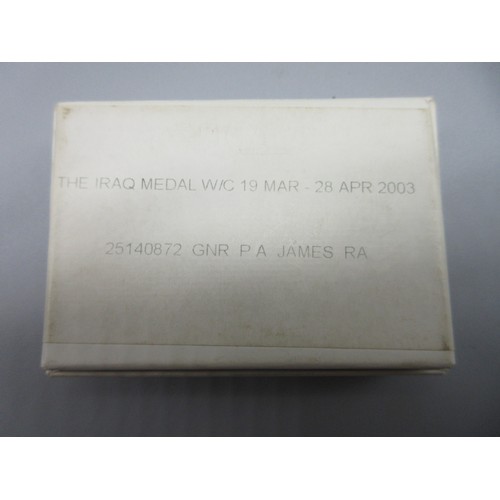 THE IRAQ MEDAL W/C 19 MAR - 28 APR 2003
25140872 GNR P A JAMES RA